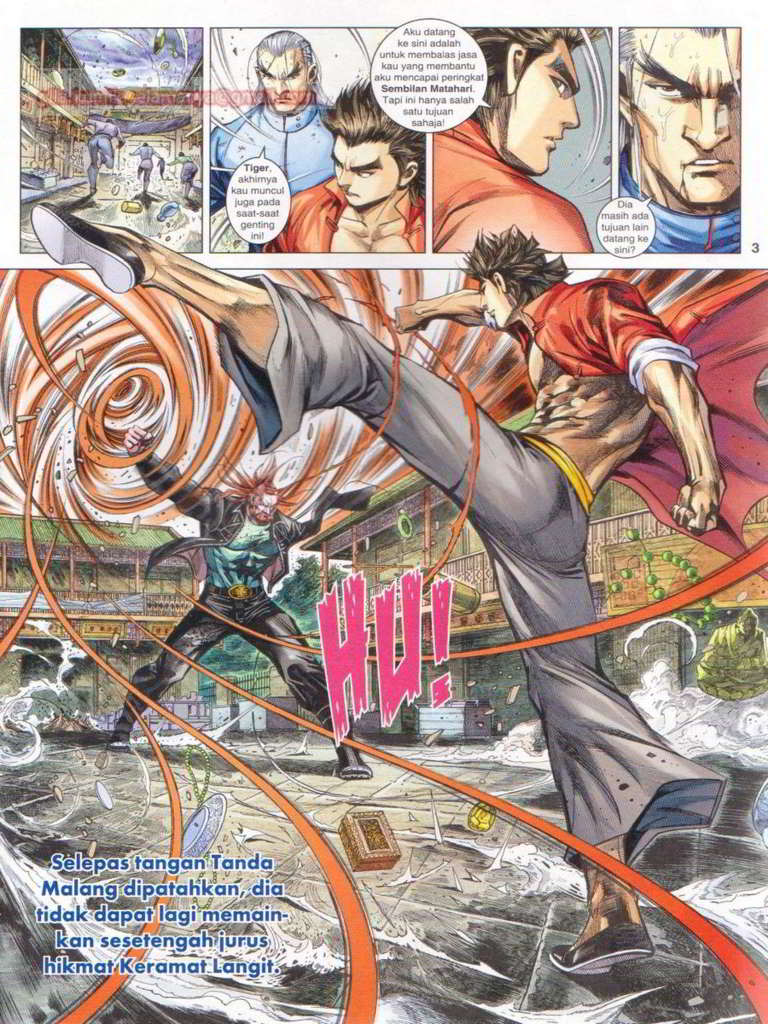 Tiger,
akhirnya
kau muncul
juga pada
saat-saat
genting
ini!
Aku datang
ke sini adalah
untuk membalas jasa
kau yang membantu
aku mencapai peringkat
Sembilan Matahari.
Tapi ini hanya salah
satu tujuan
sahaja!
Dia
masih ada
tujuan lain
datang ke
sini?
3
HU!
Selepas tangan Tanda
Malang dipatahkan, dia
tidak dapat lagi memain-
kan sesetengah jurus
hikmat Keramat Langit.